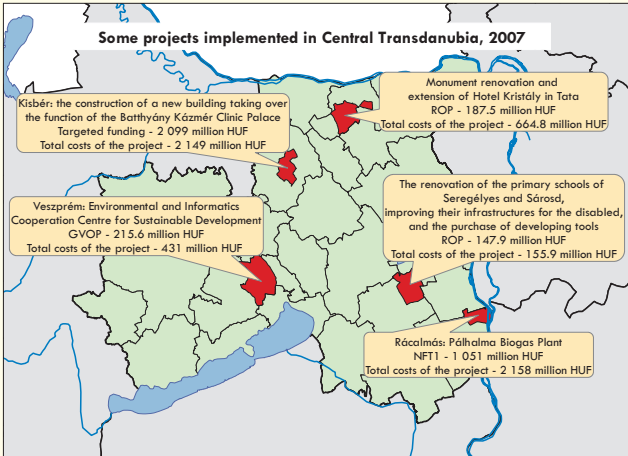 Some projects implemented in Central Transdanubia, 2007
Kisbér: the construction of a new building taking over
the function of the Batthyány Kázmér Clinic Palace
Targeted funding - 2 099 million HUF
Total costs of the project - 2 149 million HUF
Monument renovation and
extension of Hotel Kristály in Tata
ROP - 187.5 million HUF
Total costs of the project - 664.8 million HUF
Veszprém: Environmental and Informatics
Cooperation Centre for Sustainable Development
GVOP - 215.6 million HUF
Total costs of the project - 431 million HUF
The renovation of the primary schools of
Seregélyes and Sárosd,
improving their infrastructures for the disabled,
and the purchase of developing tools
ROP - 147.9 million HUF
Total costs of the project - 155.9 million HUF
Rácalmás: Pálhalma Biogas Plant
NFT1 - 1 051 million HUF
Total costs of the project - 2 158 million HUF